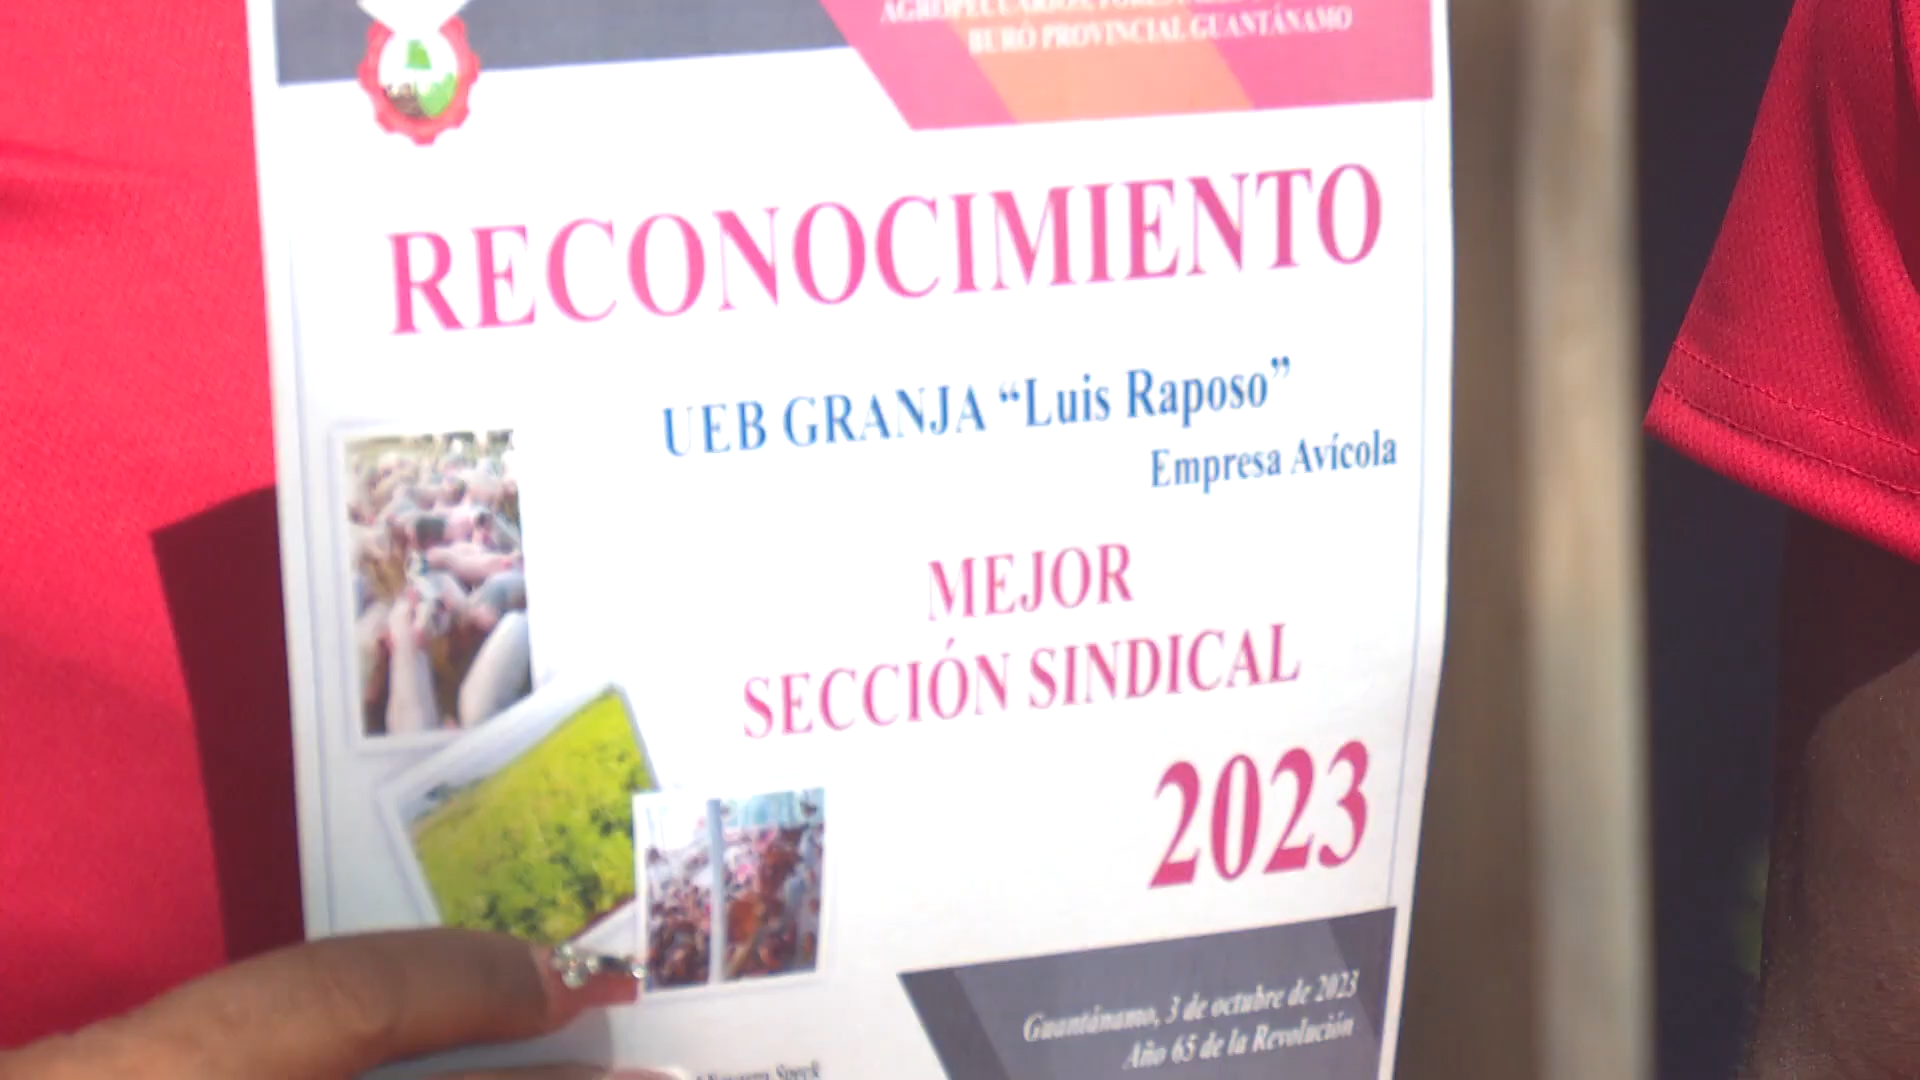 BURÓ PROVINCIAL GUANTÁNAMO
RECONOCIMIENTO
UEB GRANJA “Luis Raposo”
Empresa Avícola
MEJOR
SECCIÓN SINDICAL
2023
Guantánamo, 3 de octubre de 2023
Año 65 de la Revolución